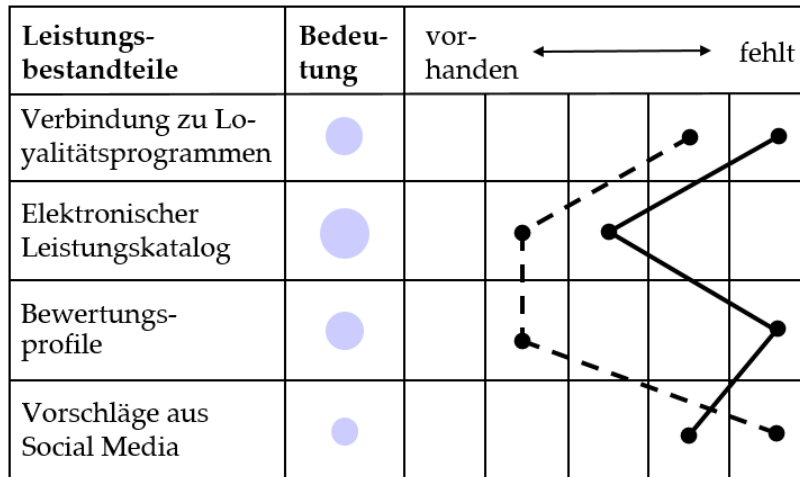 Leistungs-
bestandteile
Bedeu-
tung
vor-
handen
fehlt
Verbindung zu Lo-
yalitätsprogrammen
Elektronischer
Leistungskatalog
Bewertungs-
profile
Vorschläge aus
Social Media